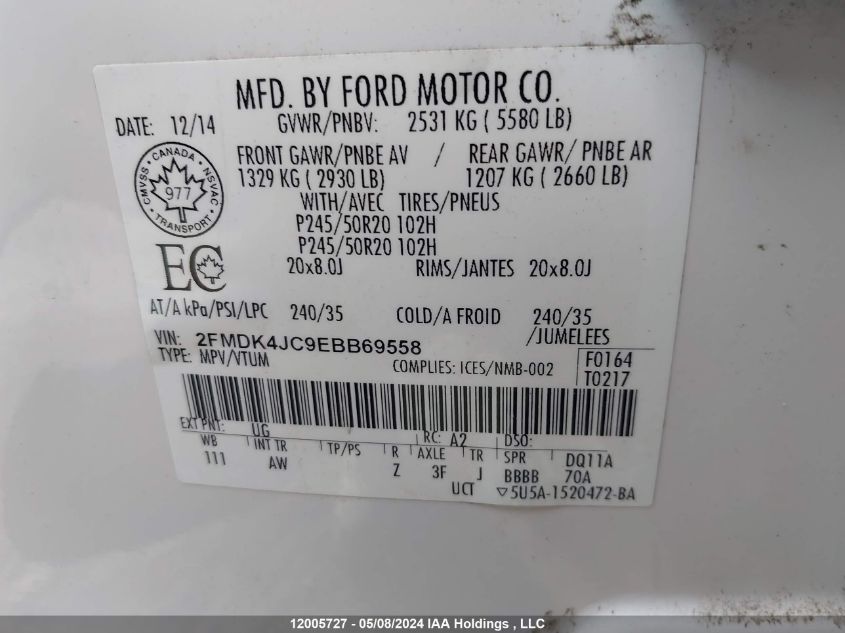 MFD. BY FORD MOTOR CO.
DATE: 12/14 GVWR/PNBV: 2531 KG ( 5580 LB)
FRONT GAWR/PNBE AV / REAR GAWR/ PNBE AR
1329 KG ( 2930 LB) 1207 KG ( 2660 LB)
WITH/AVEC TIRES/PNEUS
P245/50R20 102H
P245/50R20 102H
20x8.0J RIMS/JANTES 20x8.0J
CANADA
CMVSS NSVAC
977
TRANSPORT
EC
AT/A kPa/PSI/LPC 240/35 COLD/A FROID 240/35
/JUMELEES
VIN: 2FMDK4JC9EBB69558
TYPE: MPV/VTUM COMPLIES: ICES/NMB-002 F0164
T0217
EXT PNT: UG RC: A2 DSO:
WB INT TR TP/PS R AXLE TR SPR DQ11A
111 AW Z 3F J BBBB 70A
UCT ▽5U5A-1520472-BA
12005727 - 05/08/2024 IAA Holdings , LLC